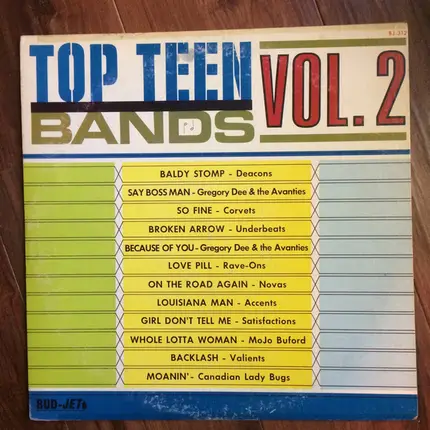 BJ-312
TOP TEEN
BANDS
VOL. 2
BALDY STOMP - Deacons
SAY BOSS MAN - Gregory Dee & the Avanties
SO FINE - Corvets
BROKEN ARROW - Underbeats
BECAUSE OF YOU - Gregory Dee & the Avanties
LOVE PILL - Rave-Ons
ON THE ROAD AGAIN - Novas
LOUISIANA MAN - Accents
GIRL DON'T TELL ME - Satisfactions
WHOLE LOTTA WOMAN - MoJo Buford
BACKLASH - Valients
MOANIN' - Canadian Lady Bugs
BUD-JET